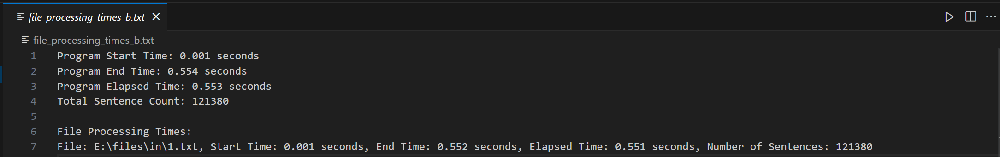 file_processing_times_b.txt
file_processing_times_b.txt
1 Program Start Time: 0.001 seconds
2 Program End Time: 0.554 seconds
3 Program Elapsed Time: 0.553 seconds
4 Total Sentence Count: 121380
5
6 File Processing Times:
7 File: E:\files\in\1.txt, Start Time: 0.001 seconds, End Time: 0.552 seconds, Elapsed Time: 0.551 seconds, Number of Sentences: 121380